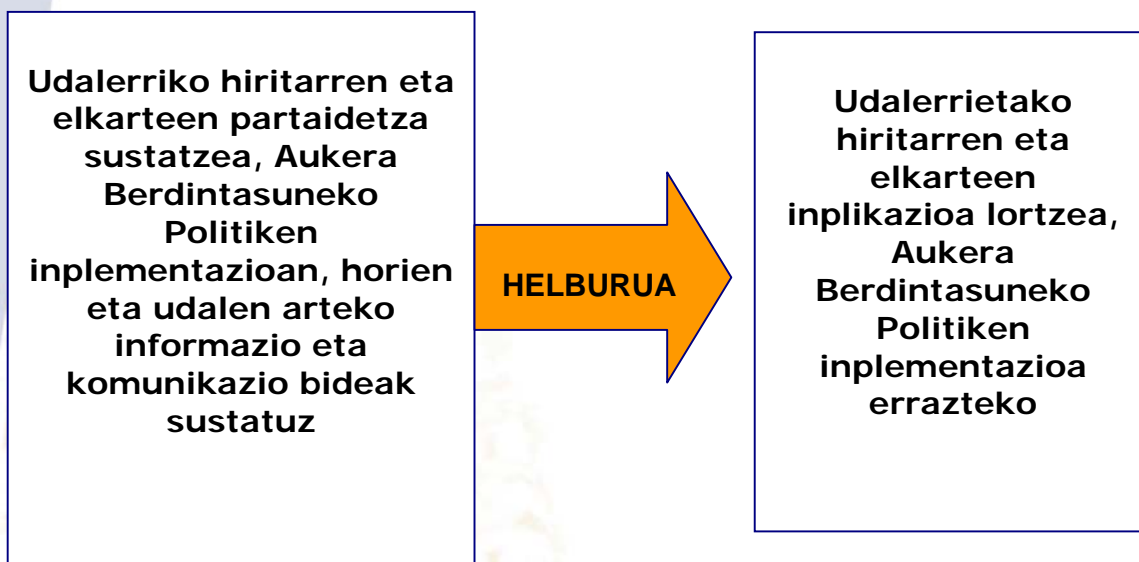 Udalerriko hiritarren eta
elkarteen partaidetza
sustatzea, Aukera
Berdintasuneko
Politiken
inplementazioan, horien
eta udalen arteko
informazio eta
komunikazio bideak
sustatuz
HELBURUA
Udalerrietako
hiritarren eta
elkarteen
inplikazioa lortzea,
Aukera
Berdintasuneko
Politiken
inplementazioa
errazteko